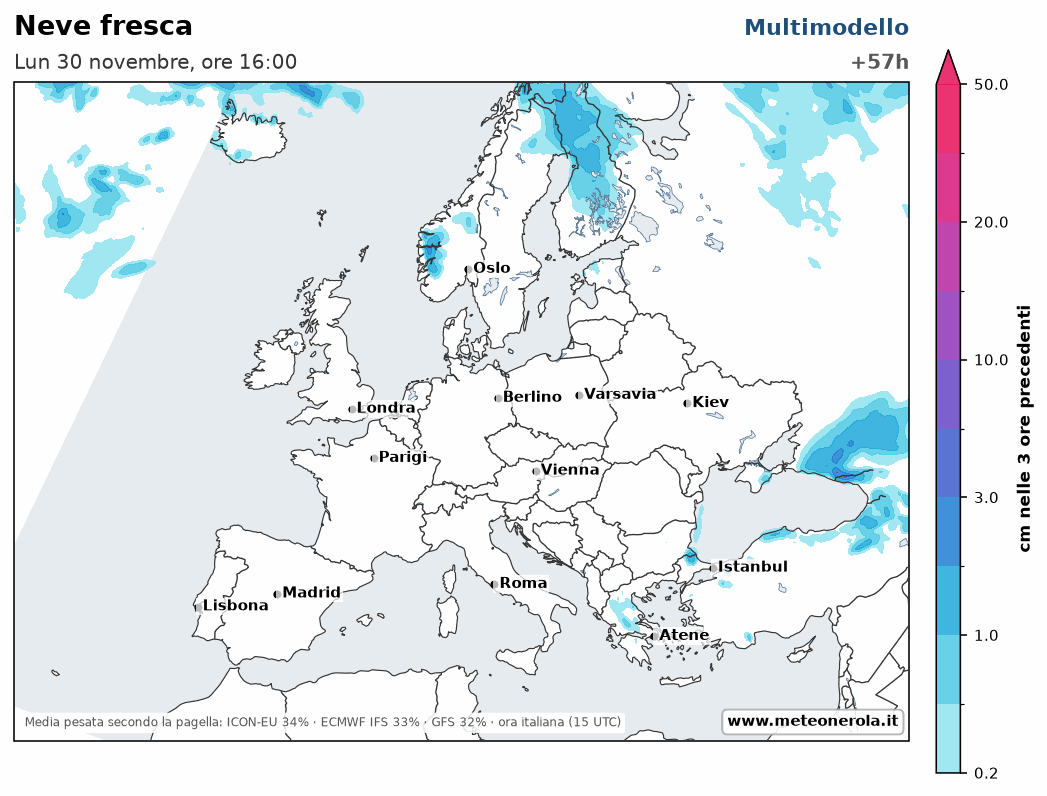 Neve fresca
Multimodello
Lun 30 novembre, ore 16:00
+57h
50.0
20.0
10.0
3.0
1.0
0.2
cm nelle 3 ore precedenti
Oslo
Berlino
Varsavia
Kiev
Londra
Parigi
Vienna
Istanbul
Roma
Madrid
Lisbona
Atene
Media pesata secondo la pagella: ICON-EU 34% · ECMWF IFS 33% · GFS 32% · ora italiana (15 UTC)
www.meteonerola.it